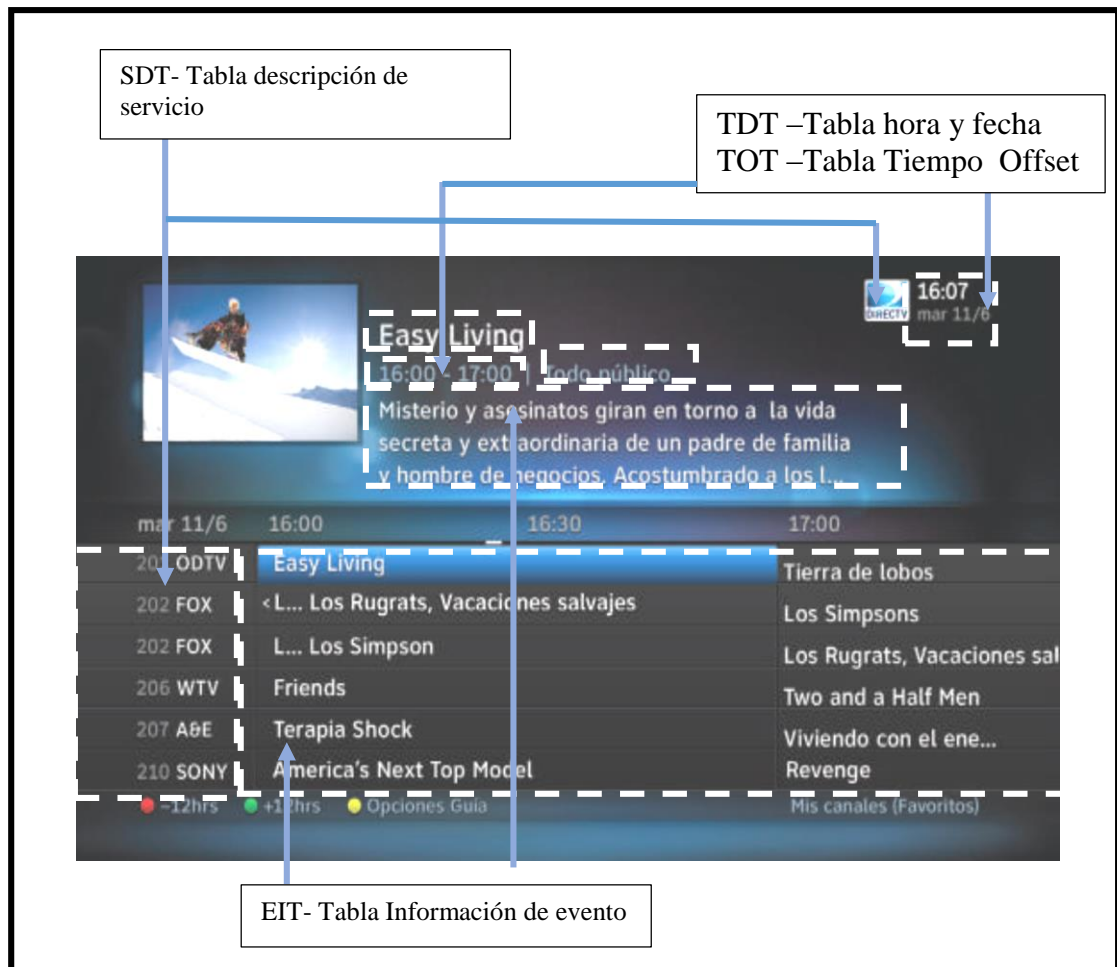 SDT- Tabla descripción de
servicio
TDT –Tabla hora y fecha
TOT –Tabla Tiempo Offset
DIRECTV
16:07
mar 11/6
Easy Living
16:00 - 17:00 | Todo público
Misterio y asesinatos giran en torno a la vida
secreta y extraordinaria de un padre de familia
y hombre de negocios. Acostumbrado a los l...
mar 11/6 16:00 16:30 17:00
201 ODTV Easy Living Tierra de lobos
202 FOX <L... Los Rugrats, Vacaciones salvajes Los Simpsons
202 FOX L... Los Simpson Los Rugrats, Vacaciones sal
206 WTV Friends Two and a Half Men
207 A&E Terapia Shock Viviendo con el ene...
210 SONY America's Next Top Model Revenge
-12hrs +12hrs Opciones Guía Mis canales (Favoritos)
EIT- Tabla Información de evento